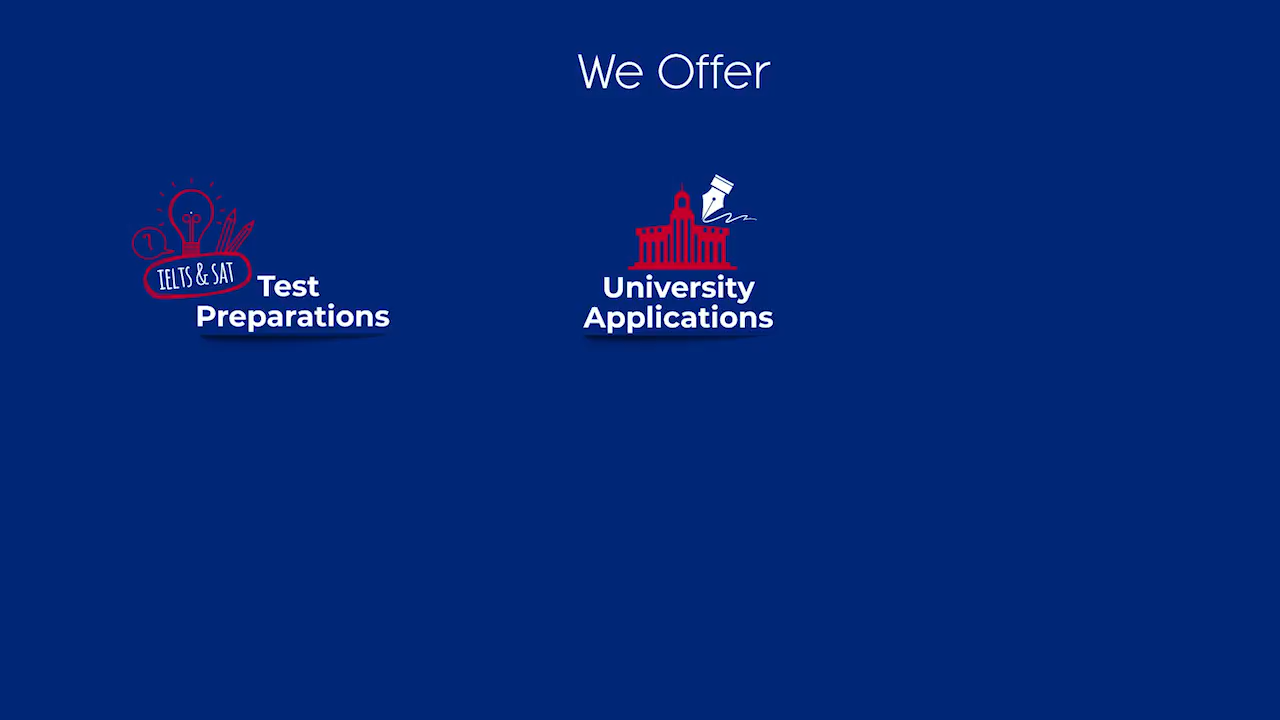 We Offer
IELTS & SAT
Test
Preparations
University
Applications